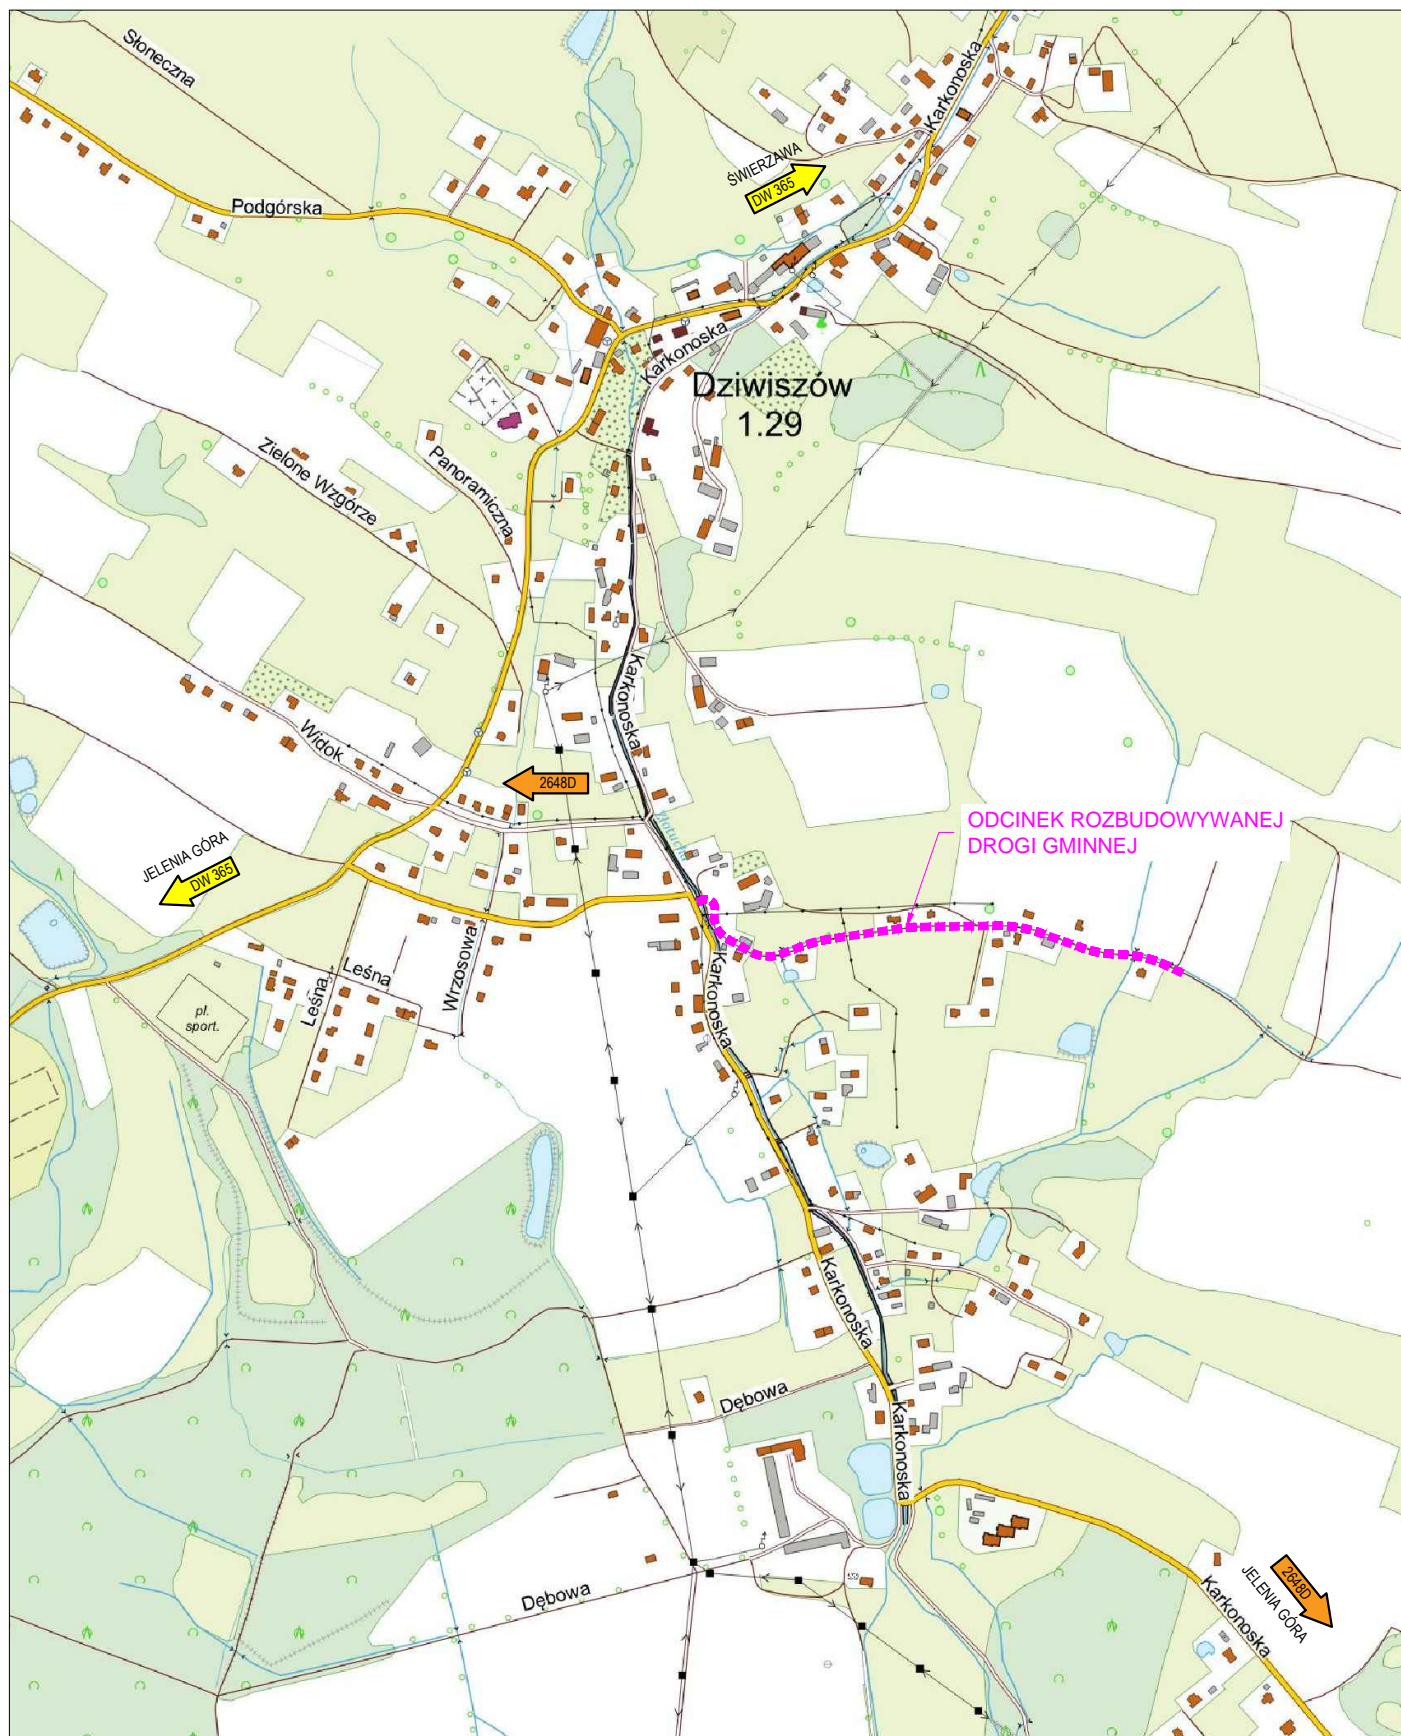 Słoneczna
Karkonoska
ŚWIERZAWA
DW 365
Podgórska
Karkonoska
Dziwiszów
1.29
Zielone Wzgórze
Panoramiczna
Karkonoska
Widok
2648D
Złotucha
ODCINEK ROZBUDOWYWANEJ
DROGI GMINNEJ
JELENIA GÓRA
DW 365
Leśna
Leśna
Wrzosowa
Karkonoska
pl.
sport.
Karkonoska
Dębowa
Karkonoska
Dębowa
2648D
JELENIA GÓRA
Karkonoska